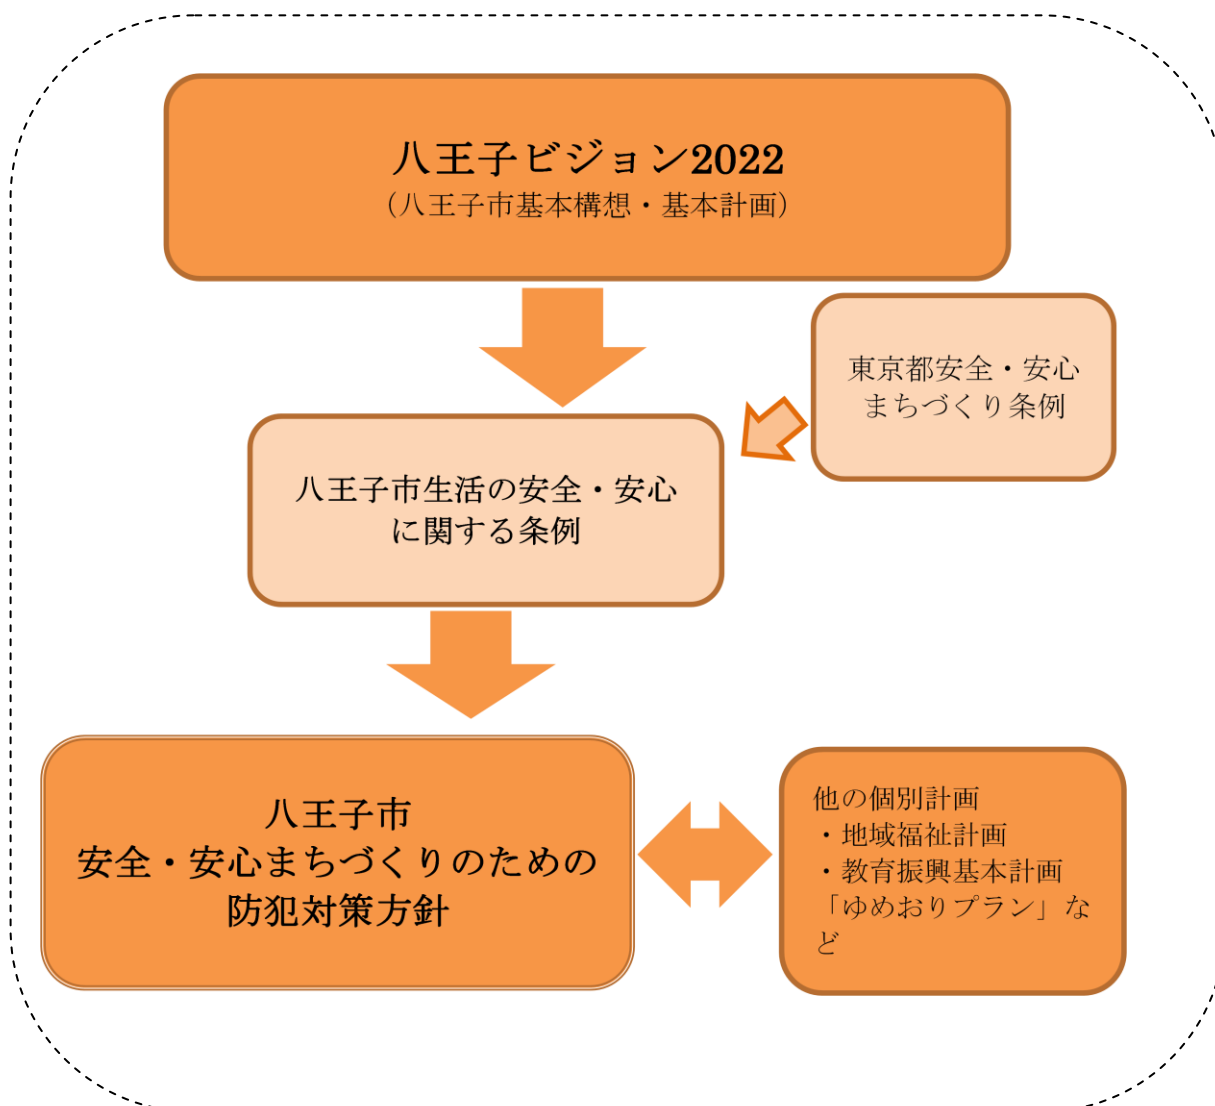 八王子ビジョン2022
（八王子市基本構想・基本計画）
東京都安全・安心
まちづくり条例
八王子市生活の安全・安心
に関する条例
八王子市
安全・安心まちづくりのための
防犯対策方針
他の個別計画
・地域福祉計画
・教育振興基本計画
「ゆめおりプラン」な
ど